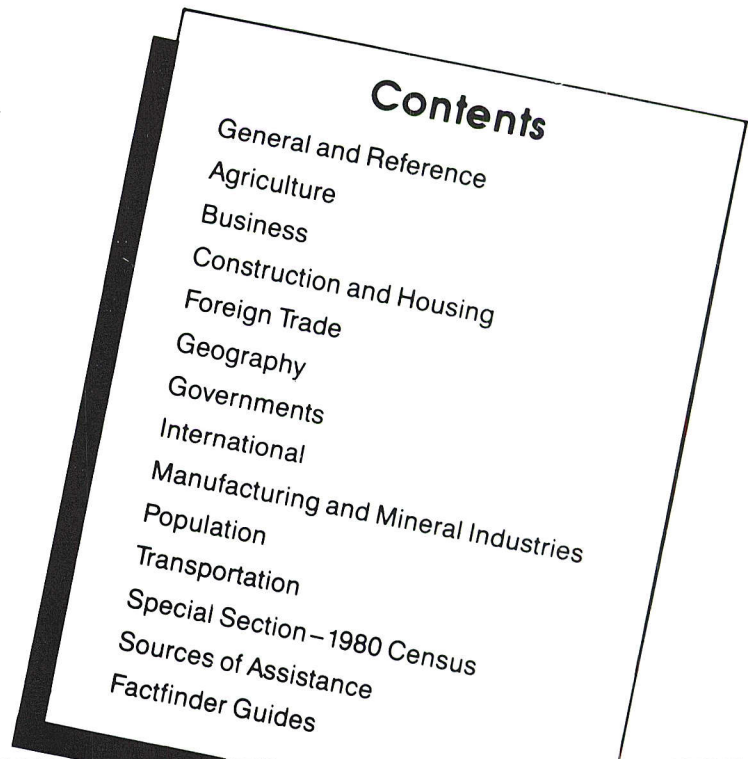 Contents
General and Reference
Agriculture
Business
Construction and Housing
Foreign Trade
Geography
Governments
International
Manufacturing and Mineral Industries
Population
Transportation
Special Section–1980 Census
Sources of Assistance
Factfinder Guides